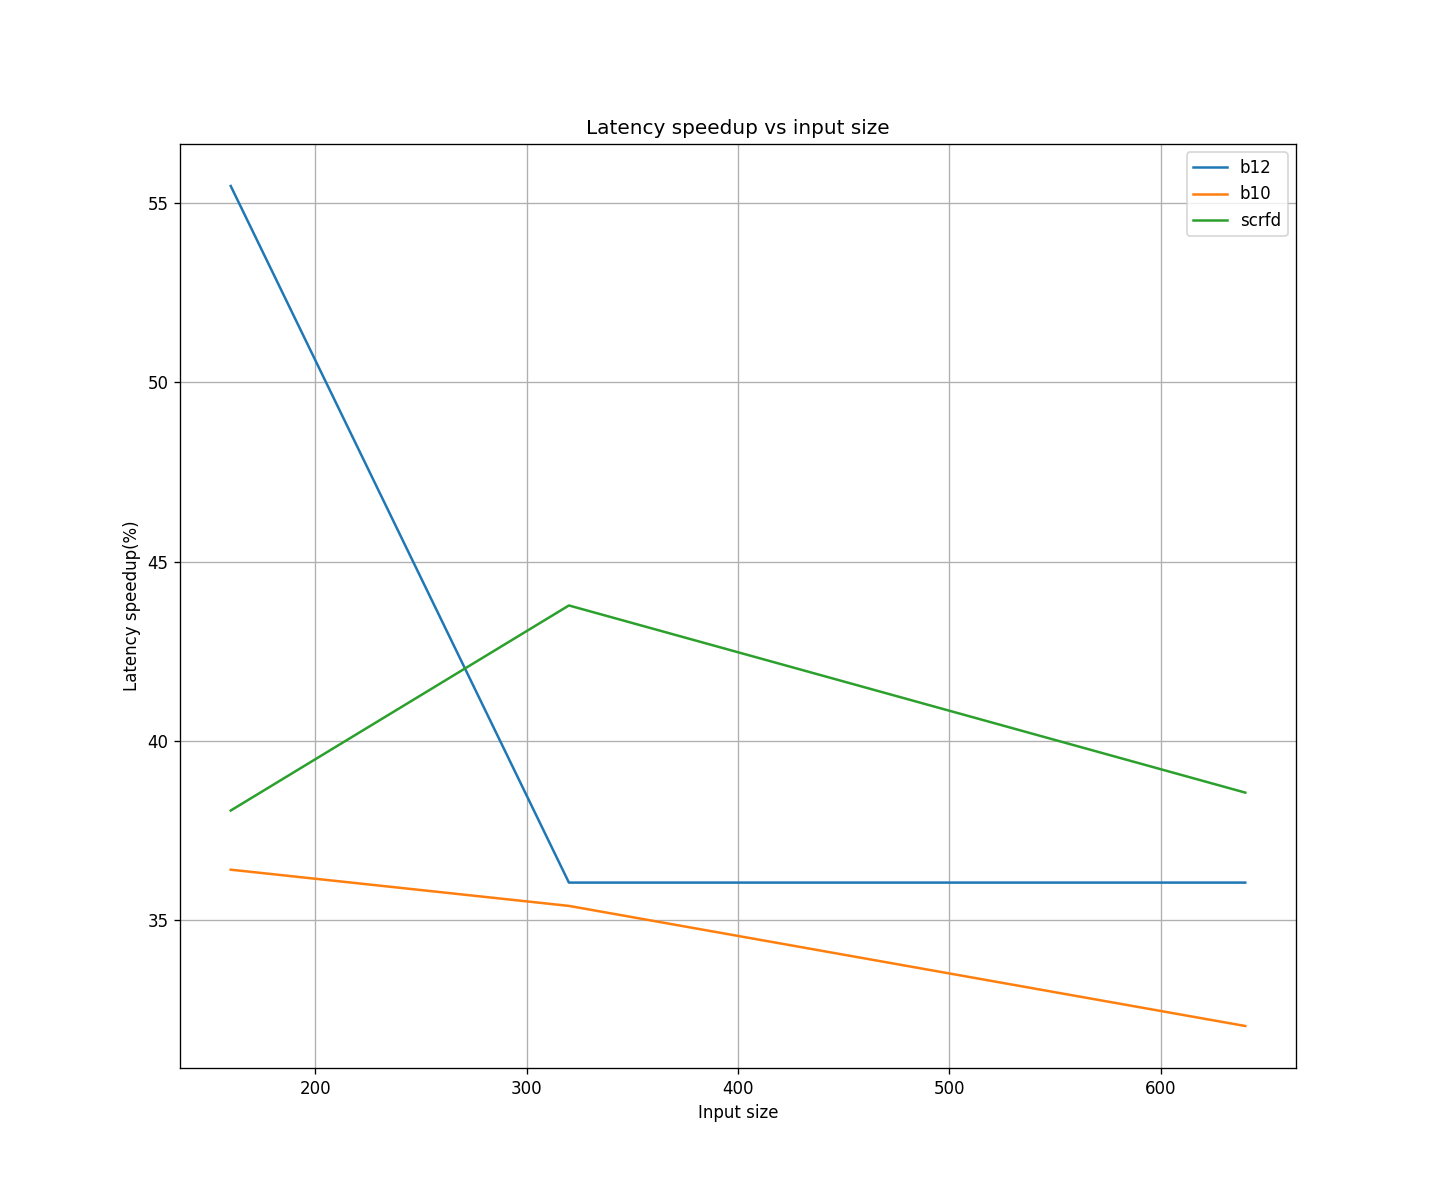 Latency speedup vs input size
b12
b10
scrfd
55
50
45
40
35
Latency speedup(%)
200 300 400 500 600
Input size